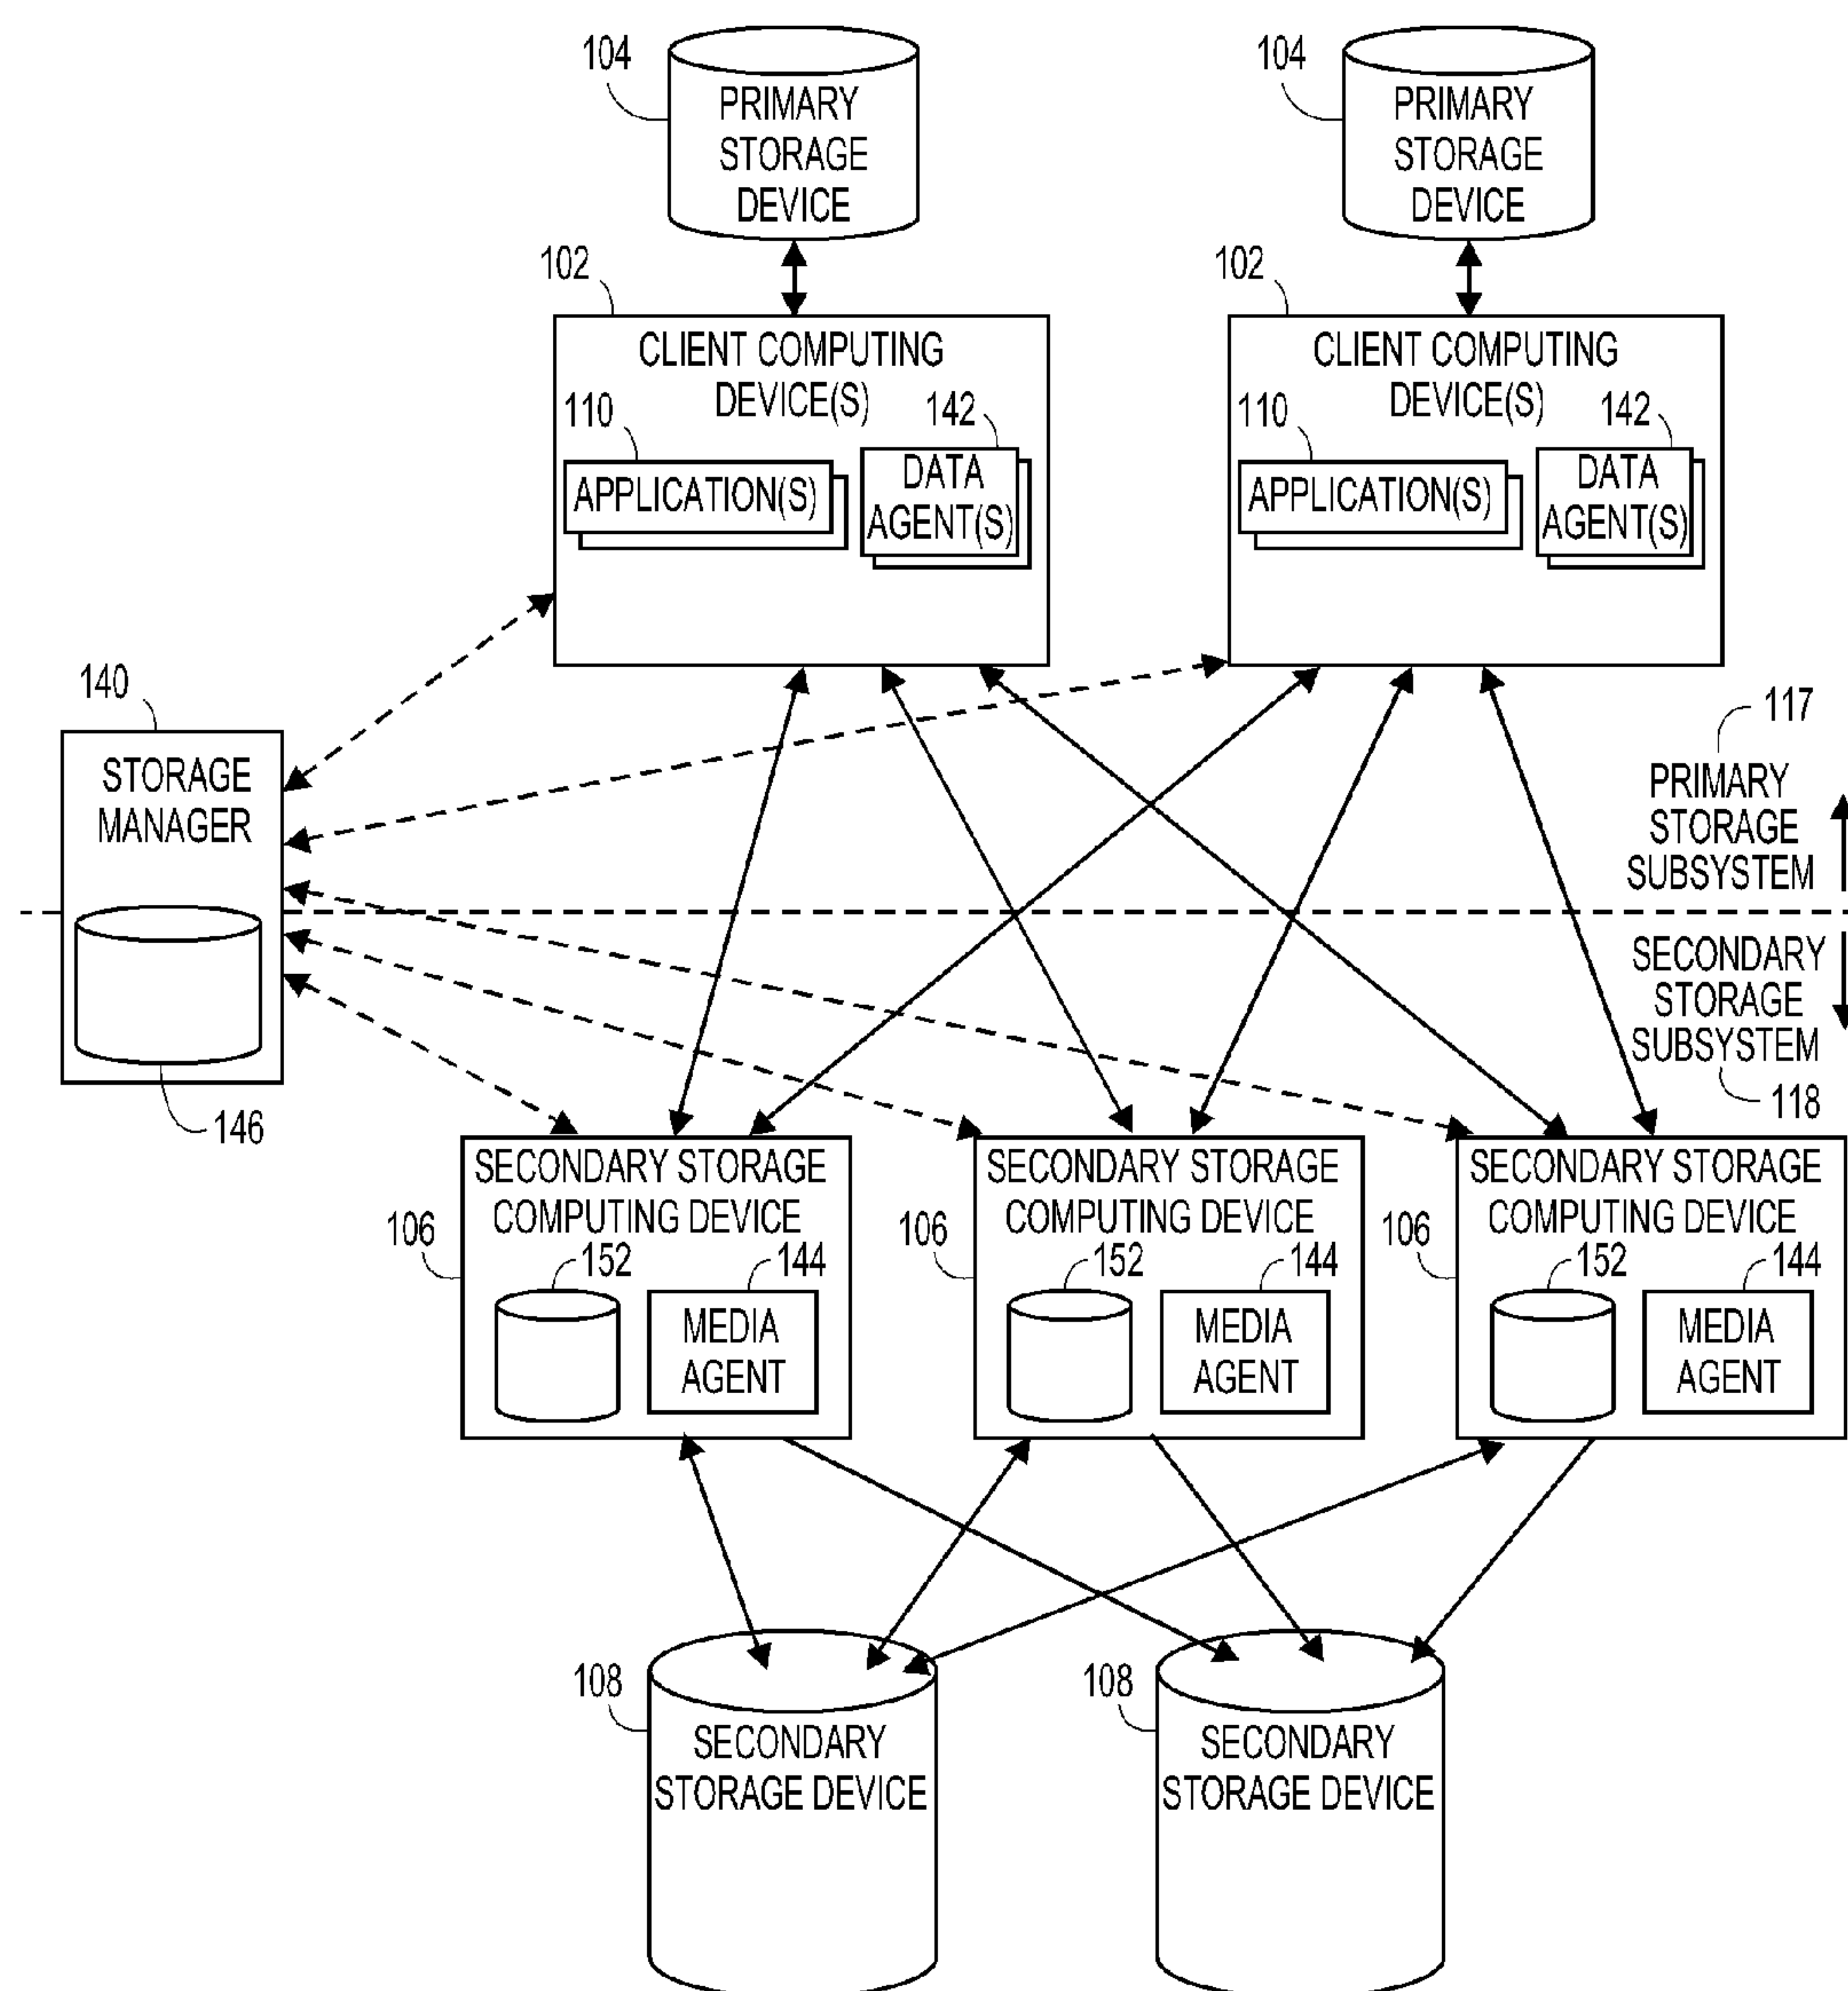 104
PRIMARY
STORAGE
DEVICE
104
PRIMARY
STORAGE
DEVICE
102
CLIENT COMPUTING
DEVICE(S)
110
APPLICATION(S)
142
DATA
AGENT(S)
102
CLIENT COMPUTING
DEVICE(S)
110
APPLICATION(S)
142
DATA
AGENT(S)
140
STORAGE
MANAGER
146
117
PRIMARY
STORAGE
SUBSYSTEM
SECONDARY
STORAGE
SUBSYSTEM
118
106
SECONDARY STORAGE
COMPUTING DEVICE
152
144
MEDIA
AGENT
106
SECONDARY STORAGE
COMPUTING DEVICE
152
144
MEDIA
AGENT
106
SECONDARY STORAGE
COMPUTING DEVICE
152
144
MEDIA
AGENT
108
SECONDARY
STORAGE DEVICE
108
SECONDARY
STORAGE DEVICE